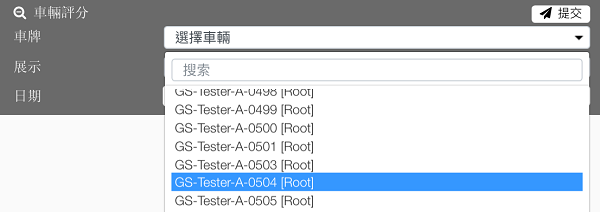 車輛評分
提交
車牌
選擇車輛
展示
搜索
日期
GS-Tester-A-0498 [Root]
GS-Tester-A-0499 [Root]
GS-Tester-A-0500 [Root]
GS-Tester-A-0501 [Root]
GS-Tester-A-0503 [Root]
GS-Tester-A-0504 [Root]
GS-Tester-A-0505 [Root]